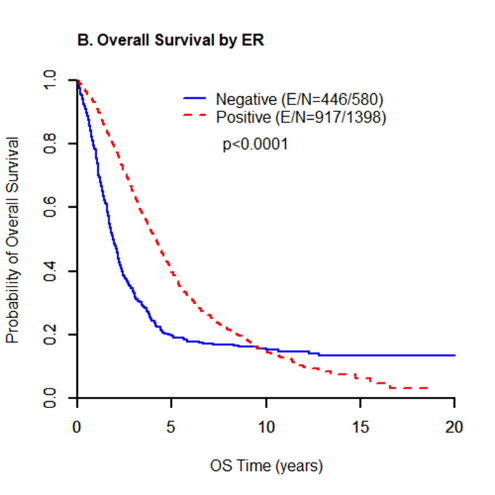 B. Overall Survival by ER
Negative (E/N=446/580)
Positive (E/N=917/1398)
p<0.0001
Probability of Overall Survival
1.0
0.8
0.6
0.4
0.2
0.0
0 5 10 15 20
OS Time (years)